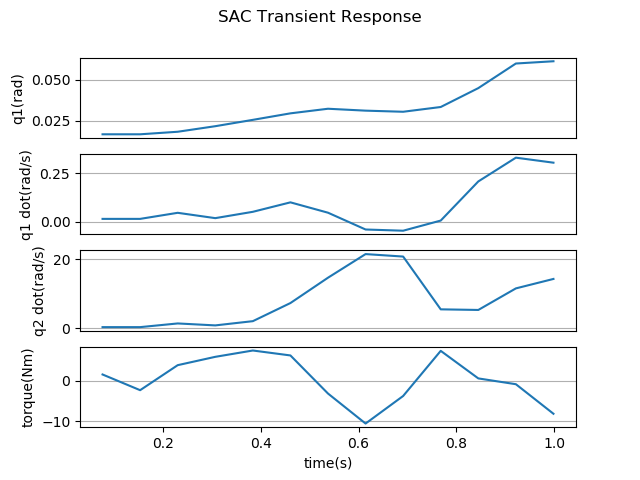 SAC Transient Response
q1(rad)
0.050
0.025
q1 dot(rad/s)
0.25
0.00
q2 dot(rad/s)
20
0
torque(Nm)
0
−10
0.2 0.4 0.6 0.8 1.0
time(s)